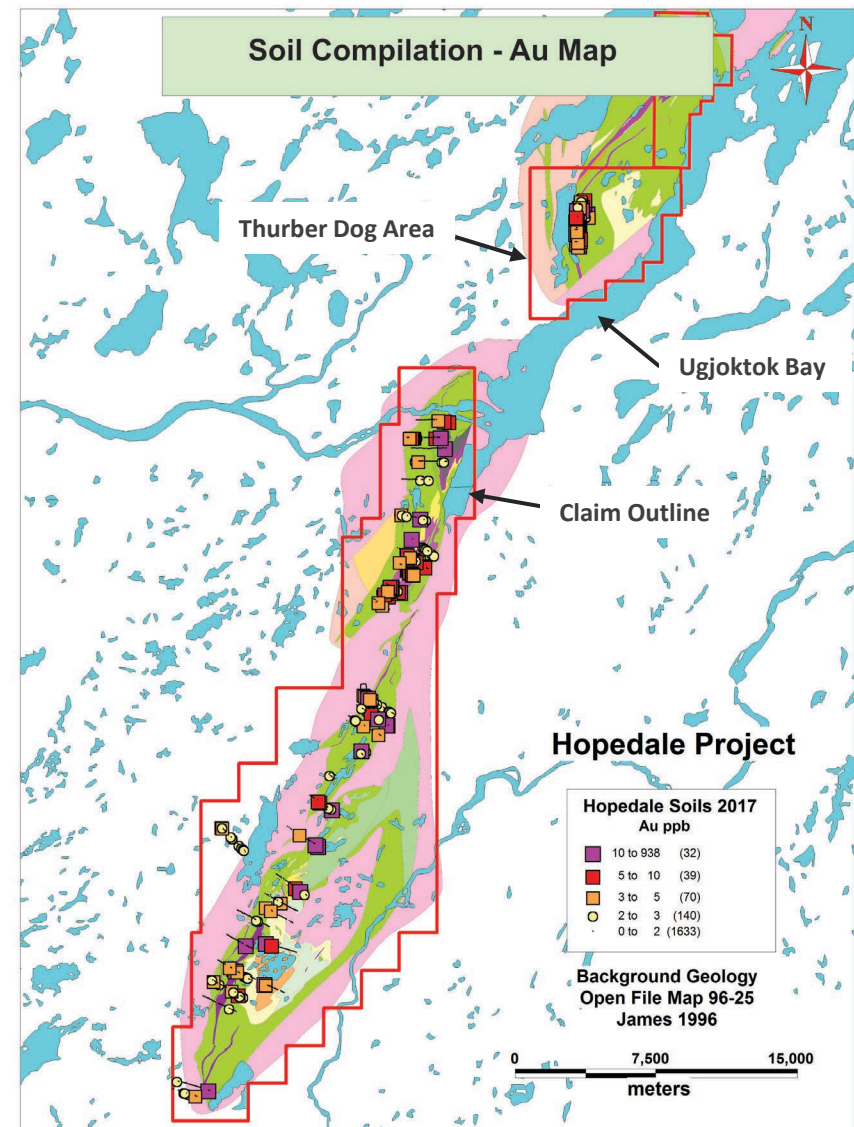 Soil Compilation - Au Map
N
Thurber Dog Area
Ugjoktok Bay
Claim Outline
Hopedale Project
Hopedale Soils 2017
Au ppb
10 to 938 (32)
5 to 10 (39)
3 to 5 (70)
2 to 3 (140)
0 to 2 (1633)
Background Geology
Open File Map 96-25
James 1996
0 7,500 15,000
meters